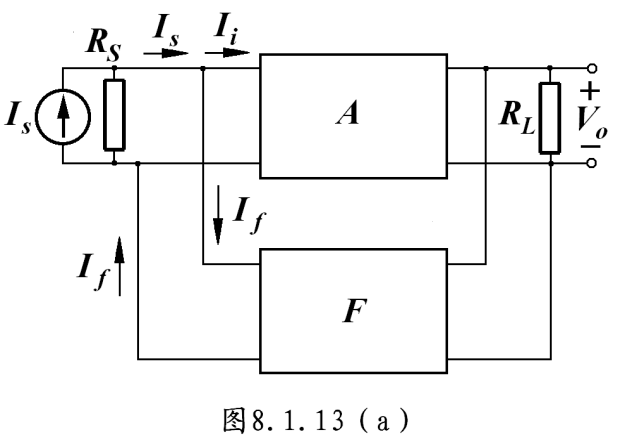 R_S
I_s I_i
I_s
A
R_L
+
V_o
−
I_f
I_f
F
图8.1.13（a）